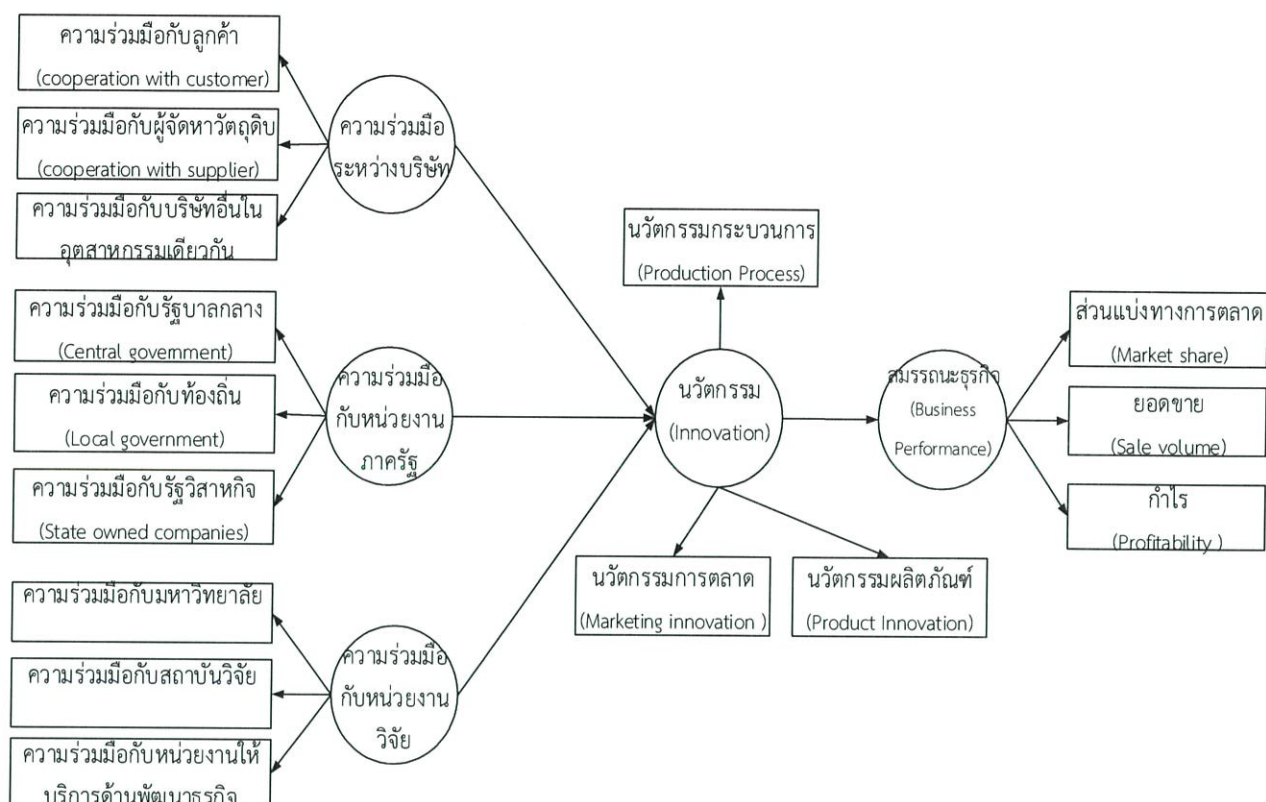 ความร่วมมือกับลูกค้า
(cooperation with customer)
ความร่วมมือกับผู้จัดหาวัตถุดิบ
(cooperation with supplier)
ความร่วมมือกับบริษัทอื่นใน
อุตสาหกรรมเดียวกัน
ความร่วมมือ
ระหว่างบริษัท
ความร่วมมือกับรัฐบาลกลาง
(Central government)
ความร่วมมือกับท้องถิ่น
(Local government)
ความร่วมมือกับรัฐวิสาหกิจ
(State owned companies)
ความร่วมมือ
กับหน่วยงาน
ภาครัฐ
ความร่วมมือกับมหาวิทยาลัย
ความร่วมมือกับสถาบันวิจัย
ความร่วมมือกับหน่วยงานให้
บริการด้านพัฒนาธุรกิจ
ความร่วมมือ
กับหน่วยงาน
วิจัย
นวัตกรรมกระบวนการ
(Production Process)
นวัตกรรม
(Innovation)
นวัตกรรมการตลาด
(Marketing innovation )
นวัตกรรมผลิตภัณฑ์
(Product Innovation)
สมรรถนะธุรกิจ
(Business
Performance)
ส่วนแบ่งทางการตลาด
(Market share)
ยอดขาย
(Sale volume)
กำไร
(Profitability )